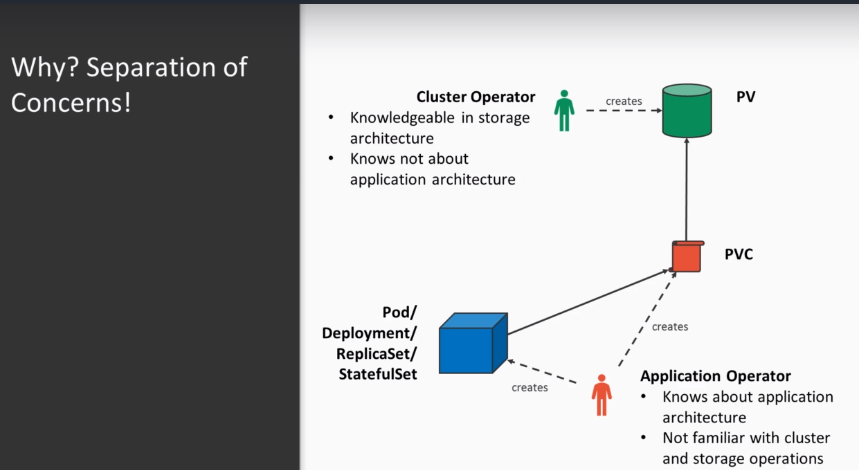 Why? Separation of
Concerns!
Cluster Operator
• Knowledgeable in storage
architecture
• Knows not about
application architecture
creates
PV
PVC
Pod/
Deployment/
ReplicaSet/
StatefulSet
creates
creates
Application Operator
• Knows about application
architecture
• Not familiar with cluster
and storage operations